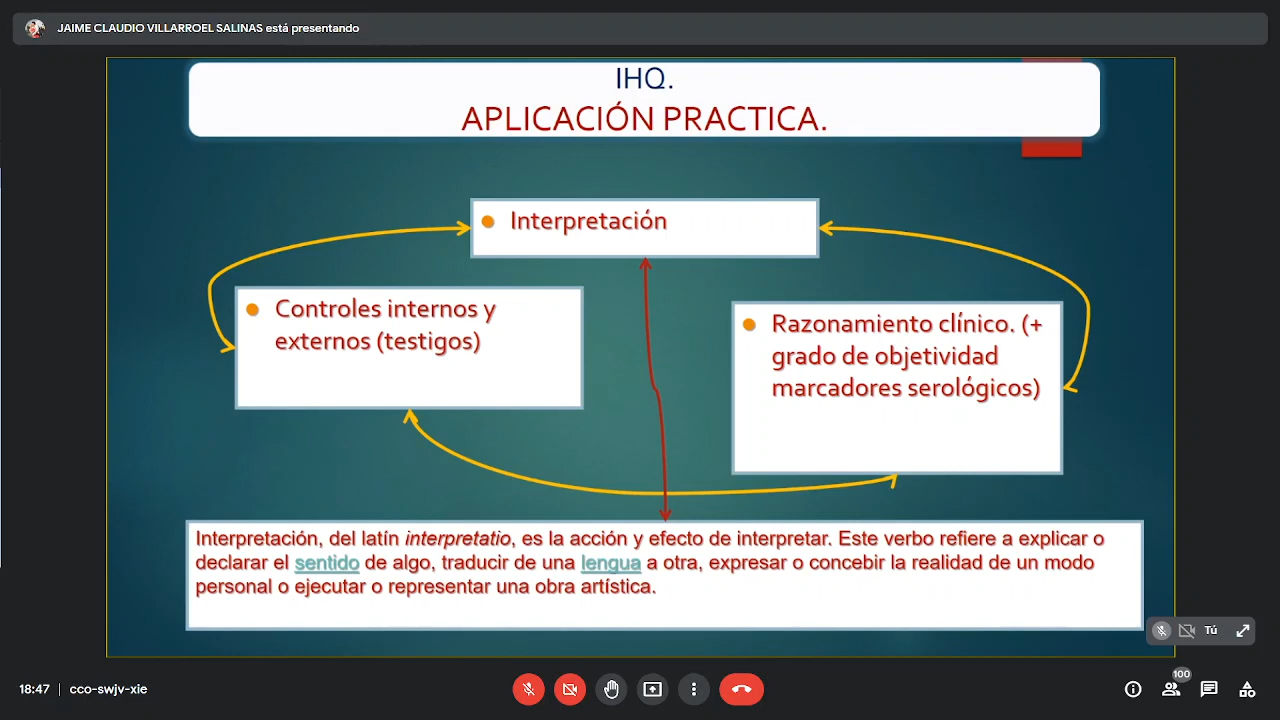 JAIME CLAUDIO VILLARROEL SALINAS está presentando
IHQ.
APLICACIÓN PRACTICA.
Interpretación
Controles internos y
externos (testigos)
Razonamiento clínico. (+
grado de objetividad
marcadores serológicos)
Interpretación, del latín interpretatio, es la acción y efecto de interpretar. Este verbo refiere a explicar o
declarar el sentido de algo, traducir de una lengua a otra, expresar o concebir la realidad de un modo
personal o ejecutar o representar una obra artística.
Tú
18:47 | cco-swjv-xie
100